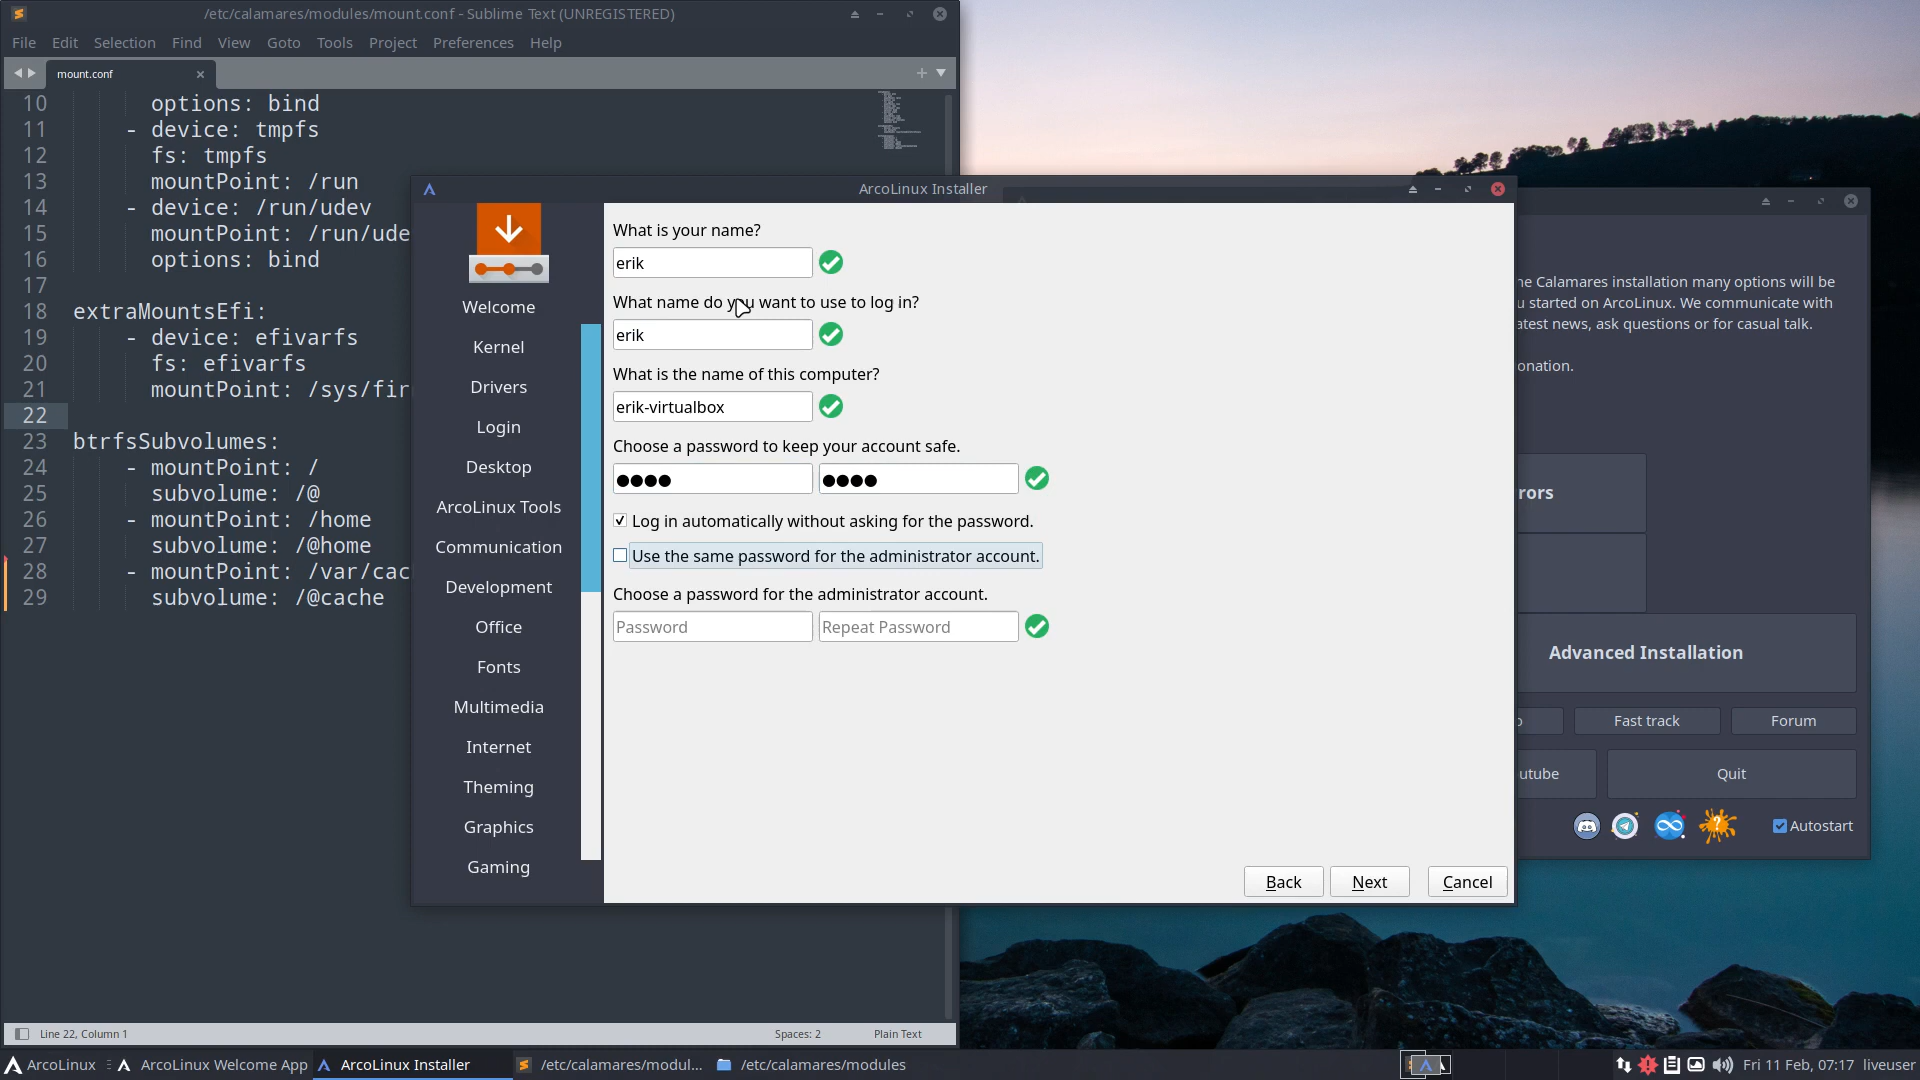 /etc/calamares/modules/mount.conf - Sublime Text (UNREGISTERED)
File Edit Selection Find View Goto Tools Project Preferences Help
mount.conf
10 options: bind
11 - device: tmpfs
12 fs: tmpfs
13 mountPoint: /run
14 - device: /run/udev
15 mountPoint: /run/ude
16 options: bind
17
18 extraMountsEfi:
19 - device: efivarfs
20 fs: efivarfs
21 mountPoint: /sys/fir
22
23 btrfsSubvolumes:
24 - mountPoint: /
25 subvolume: /@
26 - mountPoint: /home
27 subvolume: /@home
28 - mountPoint: /var/cac
29 subvolume: /@cache
Line 22, Column 1
Spaces: 2
Plain Text
ArcoLinux Installer
Welcome
Kernel
Drivers
Login
Desktop
ArcoLinux Tools
Communication
Development
Office
Fonts
Multimedia
Internet
Theming
Graphics
Gaming
What is your name?
erik
What name do you want to use to log in?
erik
What is the name of this computer?
erik-virtualbox
Choose a password to keep your account safe.
●●●● ●●●●
Log in automatically without asking for the password.
Use the same password for the administrator account.
Choose a password for the administrator account.
Password Repeat Password
Back Next Cancel
he Calamares installation many options will be
u started on ArcoLinux. We communicate with
atest news, ask questions or for casual talk.
onation.
rors
Advanced Installation
Fast track Forum
utube Quit
Autostart
ArcoLinux ArcoLinux Welcome App ArcoLinux Installer /etc/calamares/modul... /etc/calamares/modules Fri 11 Feb, 07:17 liveuser